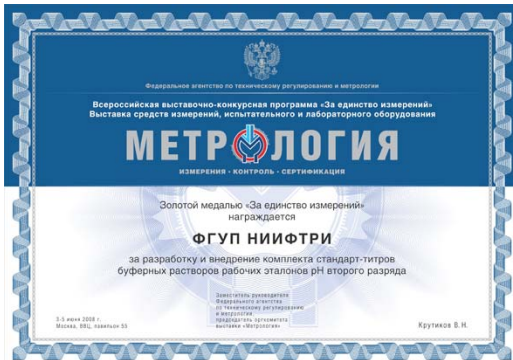 Федеральное агентство по техническому регулированию и метрологии
Всероссийская выставочно-конкурсная программа «За единство измерений»
Выставка средств измерений, испытательного и лабораторного оборудования
МЕТРОЛОГИЯ
ИЗМЕРЕНИЯ · КОНТРОЛЬ · СЕРТИФИКАЦИЯ
Золотой медалью «За единство измерений»
награждается
ФГУП НИИФТРИ
за разработку и внедрение комплекта стандарт-титров
буферных растворов рабочих эталонов рН второго разряда
Заместитель руководителя
Федерального агентства
по техническому регулированию
и метрологии
председатель оргкомитета
выставки «Метрология»
3-5 июня 2008 г.
Москва, ВВЦ, павильон 55
Крутиков В.Н.